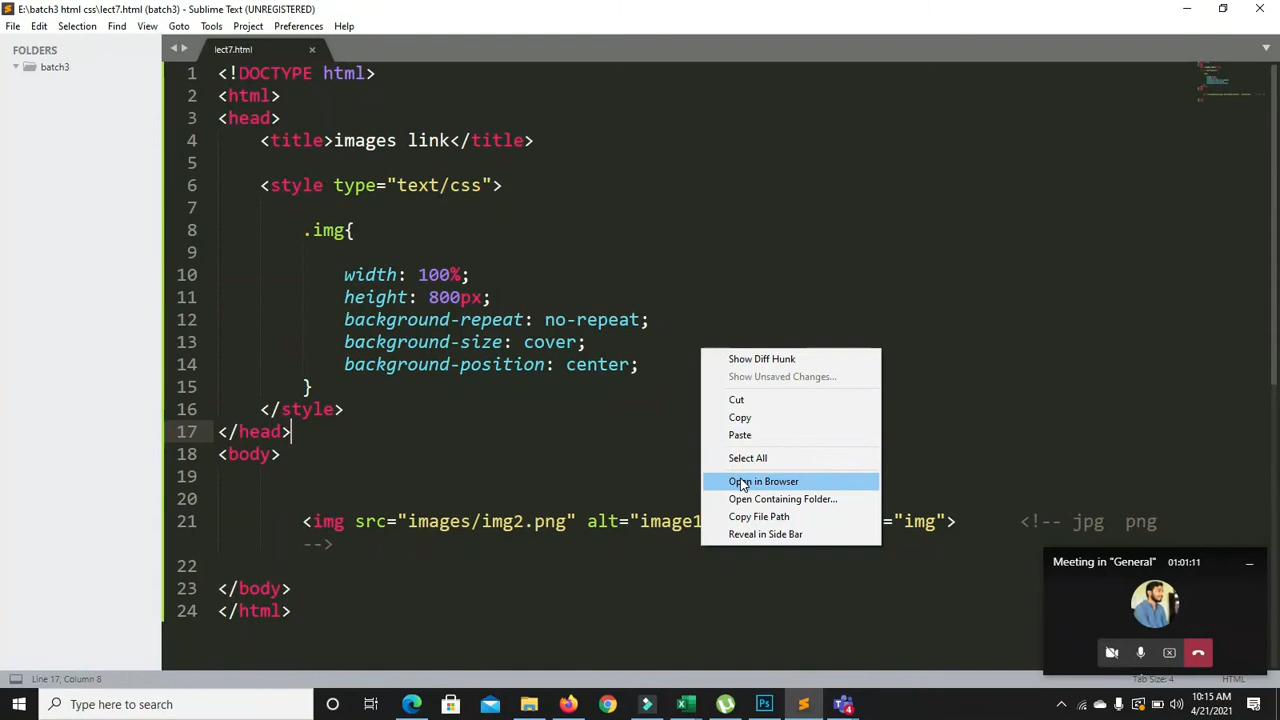 E:\batch3 html css\lect7.html (batch3) - Sublime Text (UNREGISTERED)
File Edit Selection Find View Goto Tools Project Preferences Help
FOLDERS
batch3
lect7.html
1 <!DOCTYPE html>
2 <html>
3 <head>
4 <title>images link</title>
5
6 <style type="text/css">
7
8 .img{
9
10 width: 100%;
11 height: 800px;
12 background-repeat: no-repeat;
13 background-size: cover;
14 background-position: center;
15 }
16 </style>
17 </head>
18 <body>
19
20
21 <img src="images/img2.png" alt="image1 ="img"> <!-- jpg png
-->
22
23 </body>
24 </html>
Show Diff Hunk
Show Unsaved Changes...
Cut
Copy
Paste
Select All
Open in Browser
Open Containing Folder...
Copy File Path
Reveal in Side Bar
Meeting in "General" 01:01:11
Line 17, Column 8
Tab Size: 4 HTML
Type here to search
10:15 AM
4/21/2021